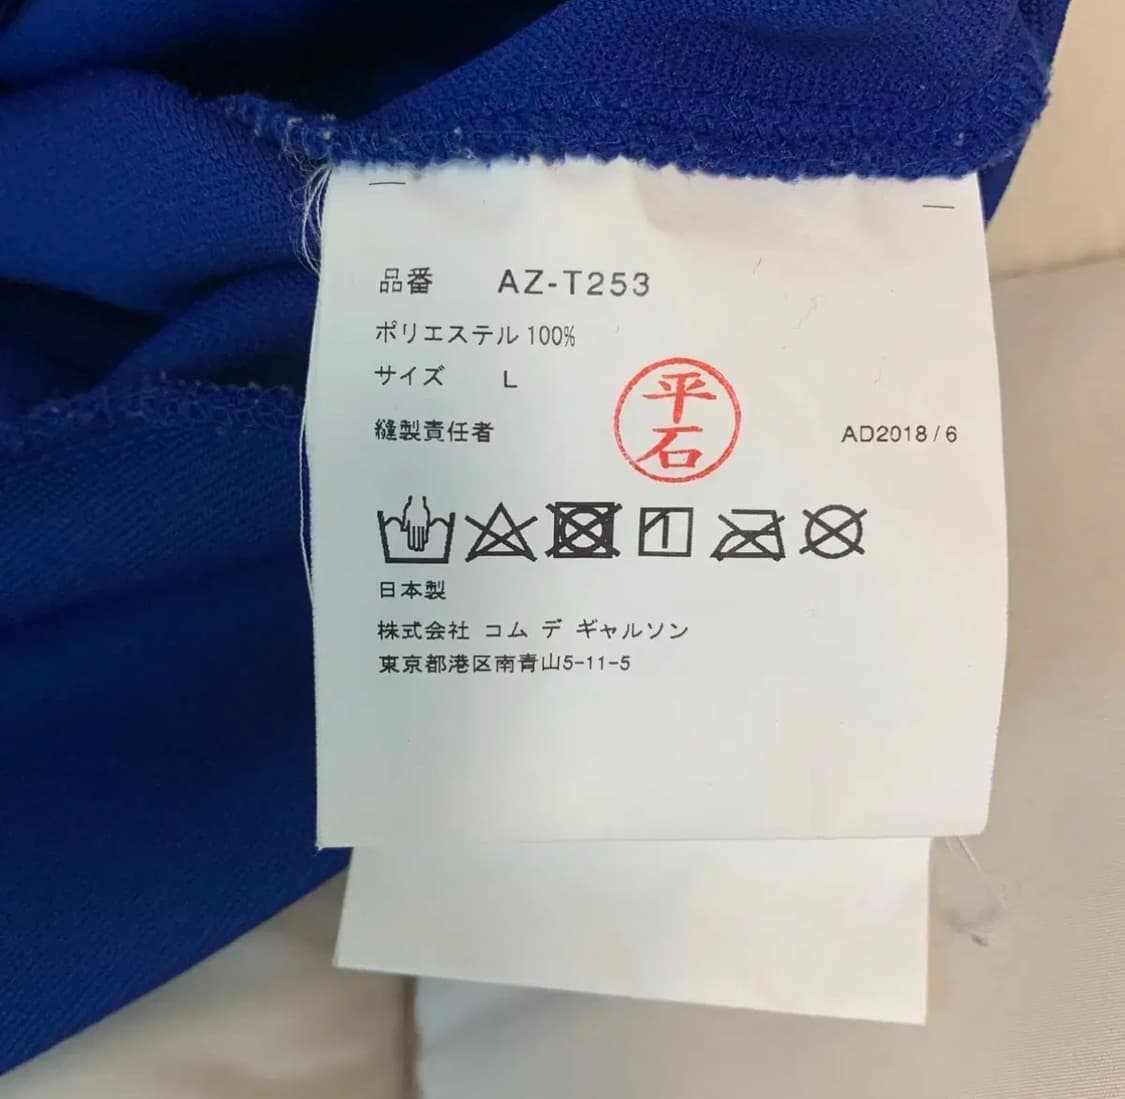 品番 AZ-T253
ポリエステル 100%
サイズ L
縫製責任者 平石 AD2018/6
日本製
株式会社 コム デ ギャルソン
東京都港区南青山5-11-5